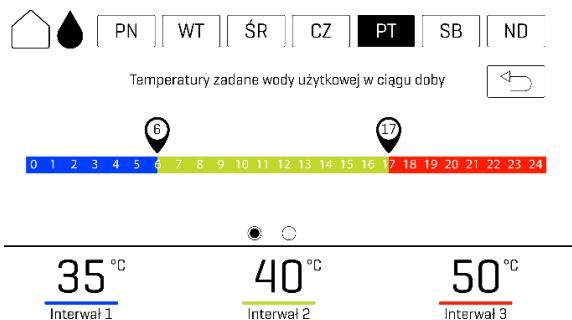 PN WT ŚR CZ PT SB ND
Temperatury zadane wody użytkowej w ciągu doby
6 17
0 1 2 3 4 5 6 7 8 9 10 11 12 13 14 15 16 17 18 19 20 21 22 23 24
35 °C 40 °C 50 °C
Interwał 1 Interwał 2 Interwał 3